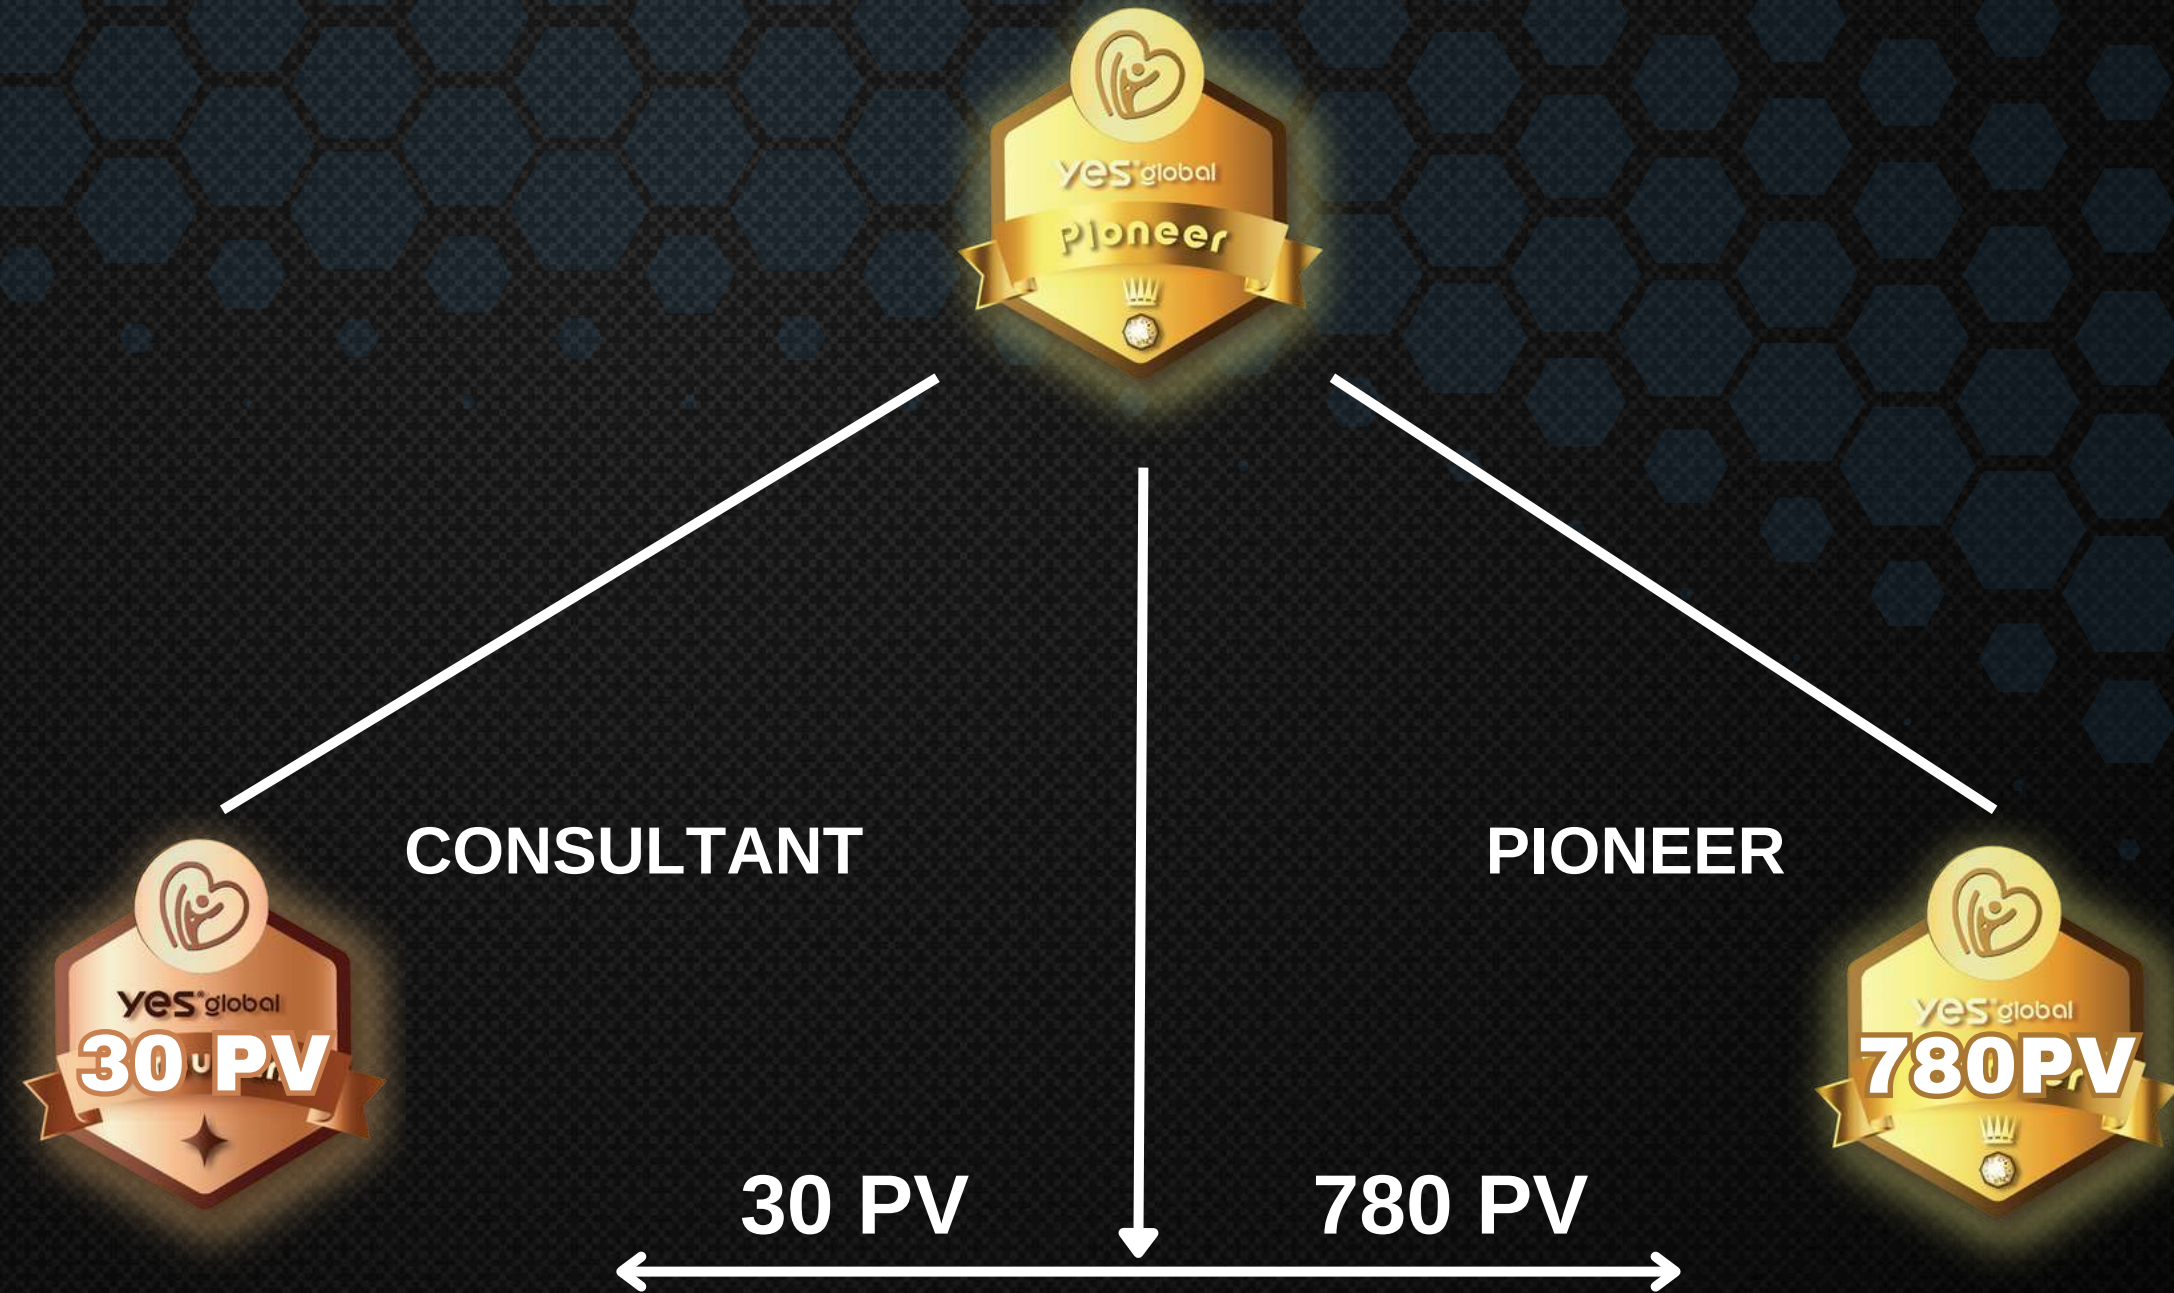 yes® global
Pioneer
CONSULTANT
PIONEER
yes® global
30 PV
yes® global
780PV
30 PV
780 PV